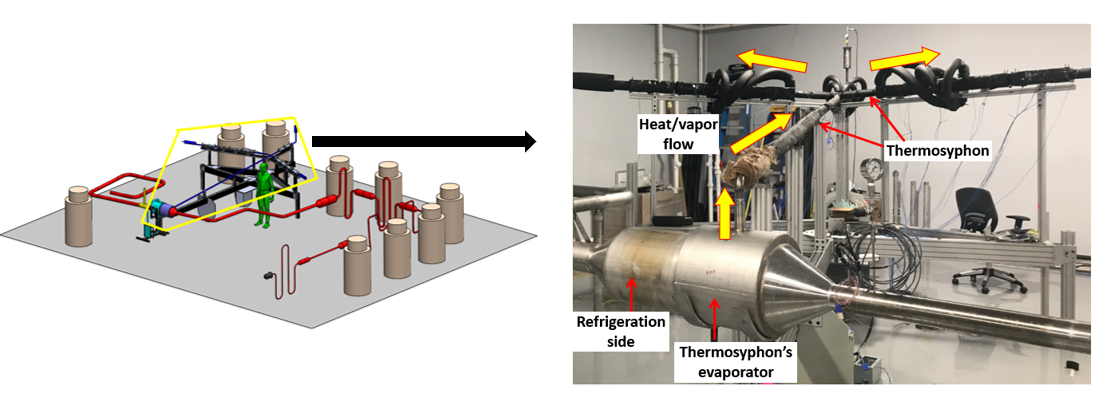 Heat/vapor
flow
Thermosyphon
Refrigeration
side
Thermosyphon's
evaporator